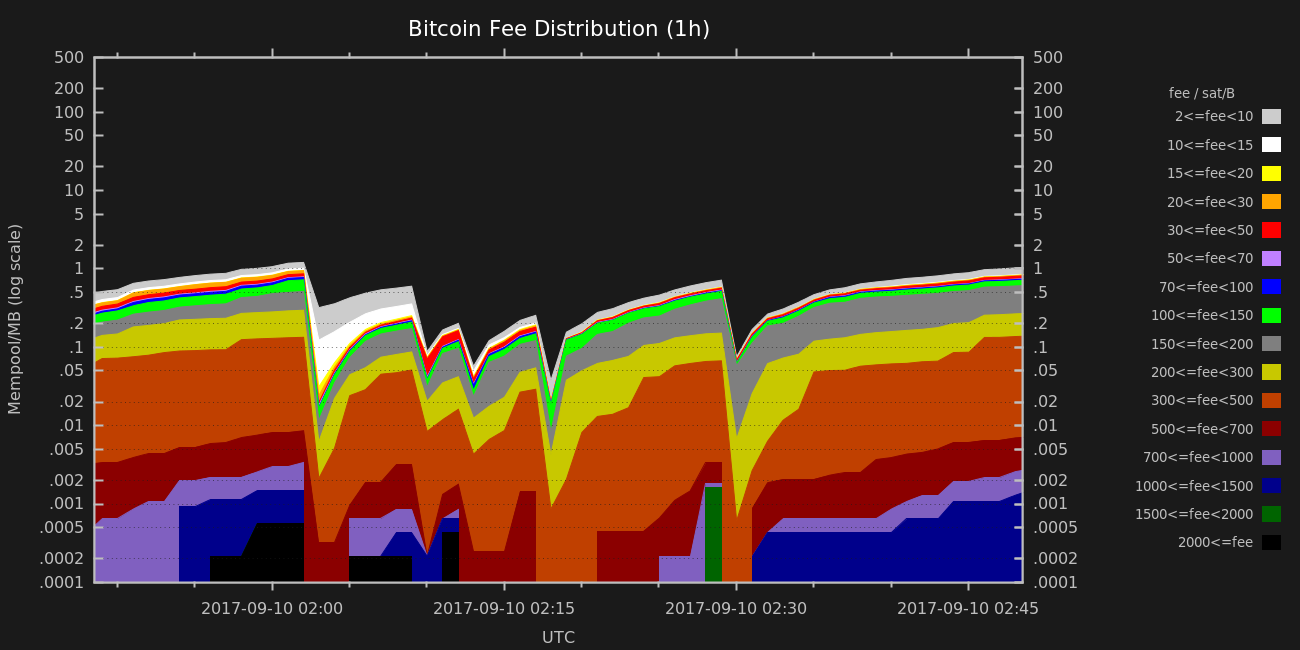 Bitcoin Fee Distribution (1h)
500 500
200 200
100 100
50 50
20 20
10 10
5 5
2 2
1 1
.5 .5
.2 .2
.1 .1
.05 .05
.02 .02
.01 .01
.005 .005
.002 .002
.001 .001
.0005 .0005
.0002 .0002
.0001 .0001
Mempool/MB (log scale)
2017-09-10 02:00 2017-09-10 02:15 2017-09-10 02:30 2017-09-10 02:45
UTC
fee / sat/B
2<=fee<10
10<=fee<15
15<=fee<20
20<=fee<30
30<=fee<50
50<=fee<70
70<=fee<100
100<=fee<150
150<=fee<200
200<=fee<300
300<=fee<500
500<=fee<700
700<=fee<1000
1000<=fee<1500
1500<=fee<2000
2000<=fee